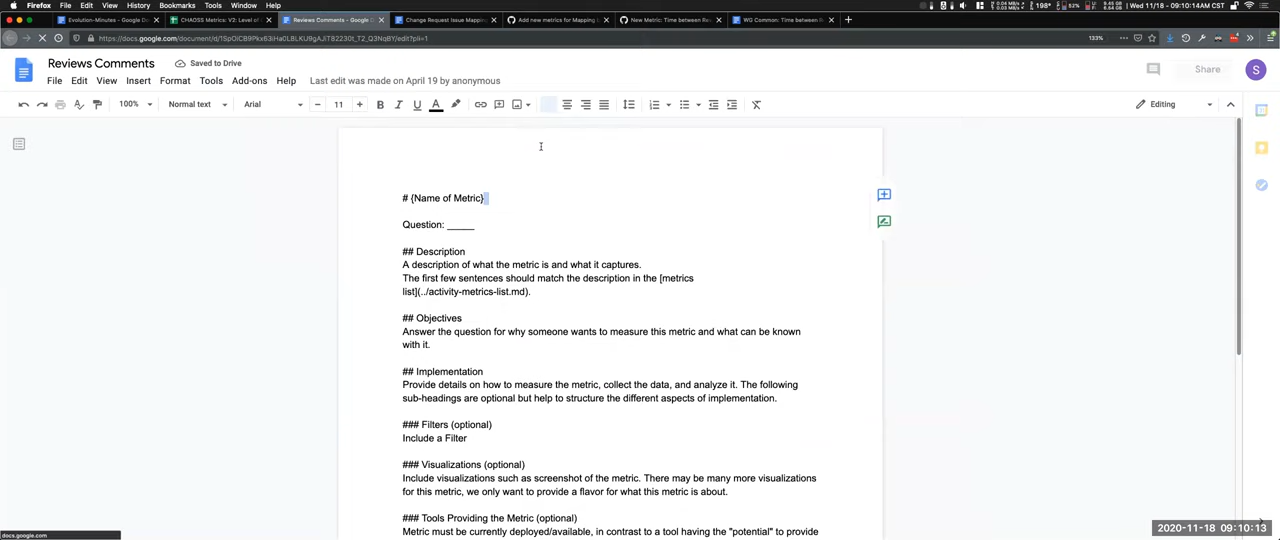 Firefox File Edit View History Bookmarks Tools Window Help Wed 11/18 09:10:14AM CST
Evolution-Minutes - Google Do CHAOSS Metrics: V2: Level of Reviews Comments - Google D Change Request Issue Mapping Add new metrics for Mapping New Metric: Time between Re WG Common: Time between R
133%
Reviews Comments
Saved to Drive
File Edit View Insert Format Tools Add-ons Help Last edit was made on April 19 by anonymous
Share
S
100% Normal text Arial 11 Editing
# {Name of Metric}
Question: _____
## Description
A description of what the metric is and what it captures.
The first few sentences should match the description in the [metrics
list](../activity-metrics-list.md).
## Objectives
Answer the question for why someone wants to measure this metric and what can be known
with it.
## Implementation
Provide details on how to measure the metric, collect the data, and analyze it. The following
sub-headings are optional but help to structure the different aspects of implementation.
### Filters (optional)
Include a Filter
### Visualizations (optional)
Include visualizations such as screenshot of the metric. There may be many more visualizations
for this metric, we only want to provide a flavor for what this metric is about.
### Tools Providing the Metric (optional)
Metric must be currently deployed/available, in contrast to a tool having the "potential" to provide
docs.google.com
2020-11-18 09:10:13